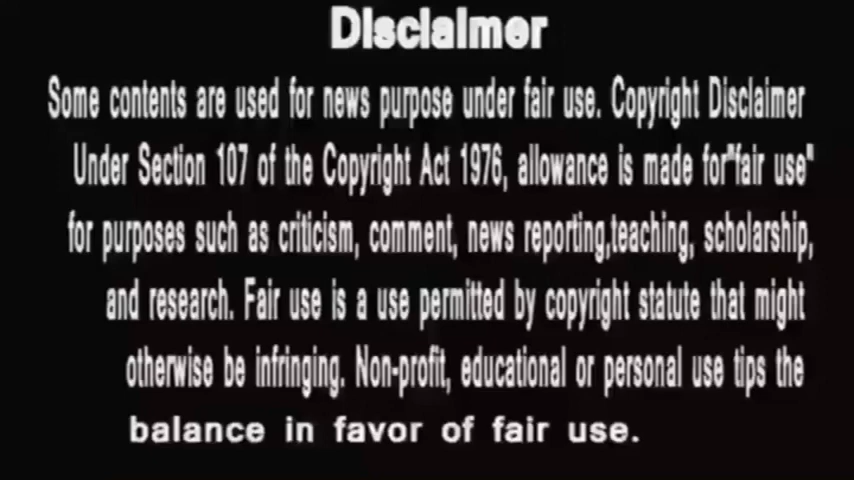 Disclaimer
Some contents are used for news purpose under fair use. Copyright Disclaimer
Under Section 107 of the Copyright Act 1976, allowance is made for"fair use"
for purposes such as criticism, comment, news reporting,teaching, scholarship,
and research. Fair use is a use permitted by copyright statute that might
otherwise be infringing. Non-profit, educational or personal use tips the
balance in favor of fair use.